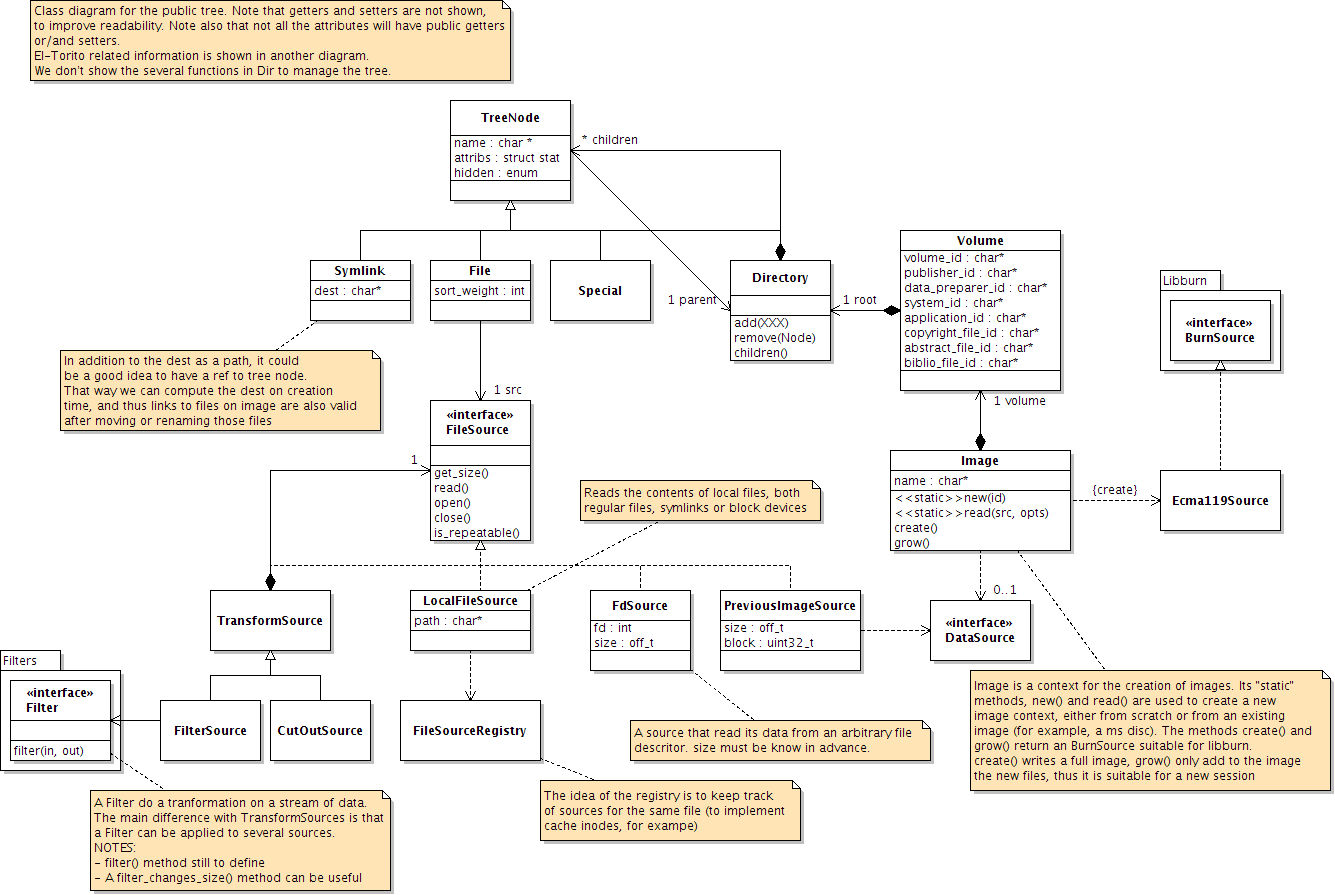 Class diagram for the public tree. Note that getters and setters are not shown,
to improve readability. Note also that not all the attributes will have public getters
or/and setters.
El-Torito related information is shown in another diagram.
We don't show the several functions in Dir to manage the tree.
TreeNode
name : char *
attribs : struct stat
hidden : enum
* children
Symlink
dest : char*
File
sort_weight : int
Special
1 parent
Directory
add(XXX)
remove(Node)
children()
1 root
Volume
volume_id : char*
publisher_id : char*
data_preparer_id : char*
system_id : char*
application_id : char*
copyright_file_id : char*
abstract_file_id : char*
biblio_file_id : char*
Libburn
«interface»
BurnSource
In addition to the dest as a path, it could
be a good idea to have a ref to tree node.
That way we can compute the dest on creation
time, and thus links to files on image are also valid
after moving or renaming those files
1 src
1 volume
«interface»
FileSource
get_size()
read()
open()
close()
is_repeatable()
1
Reads the contents of local files, both
regular files, symlinks or block devices
Image
name : char*
<<static>>new(id)
<<static>>read(src, opts)
create()
grow()
{create}
Ecma119Source
0..1
TransformSource
LocalFileSource
path : char*
FdSource
fd : int
size : off_t
PreviousImageSource
size : off_t
block : uint32_t
«interface»
DataSource
Filters
«interface»
Filter
filter(in, out)
FilterSource
CutOutSource
FileSourceRegistry
A source that read its data from an arbitrary file
descritor. size must be know in advance.
Image is a context for the creation of images. Its "static"
methods, new() and read() are used to create a new
image context, either from scratch or from an existing
image (for example, a ms disc). The methods create() and
grow() return an BurnSource suitable for libburn.
create() writes a full image, grow() only add to the image
the new files, thus it is suitable for a new session
A Filter do a tranformation on a stream of data.
The main difference with TransformSources is that
a Filter can be applied to several sources.
NOTES:
- filter() method still to define
- A filter_changes_size() method can be useful
The idea of the registry is to keep track
of sources for the same file (to implement
cache inodes, for exampe)